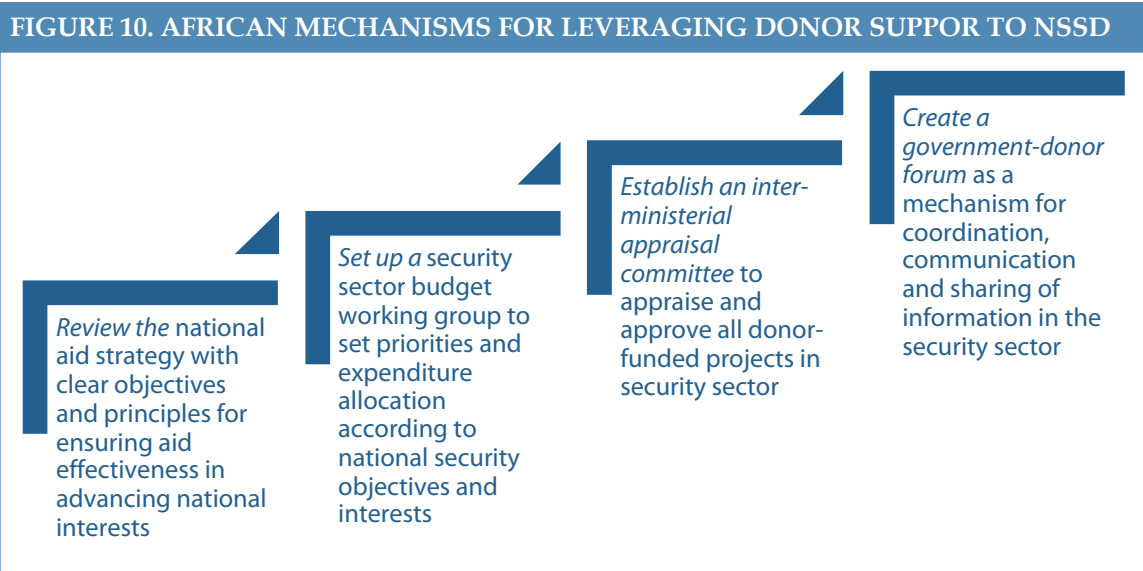 FIGURE 10. AFRICAN MECHANISMS FOR LEVERAGING DONOR SUPPOR TO NSSD
Review the national
aid strategy with
clear objectives
and principles for
ensuring aid
effectiveness in
advancing national
interests
Set up a security
sector budget
working group to
set priorities and
expenditure
allocation
according to
national security
objectives and
interests
Establish an inter-
ministerial
appraisal
committee to
appraise and
approve all donor-
funded projects in
security sector
Create a
government-donor
forum as a
mechanism for
coordination,
communication
and sharing of
information in the
security sector